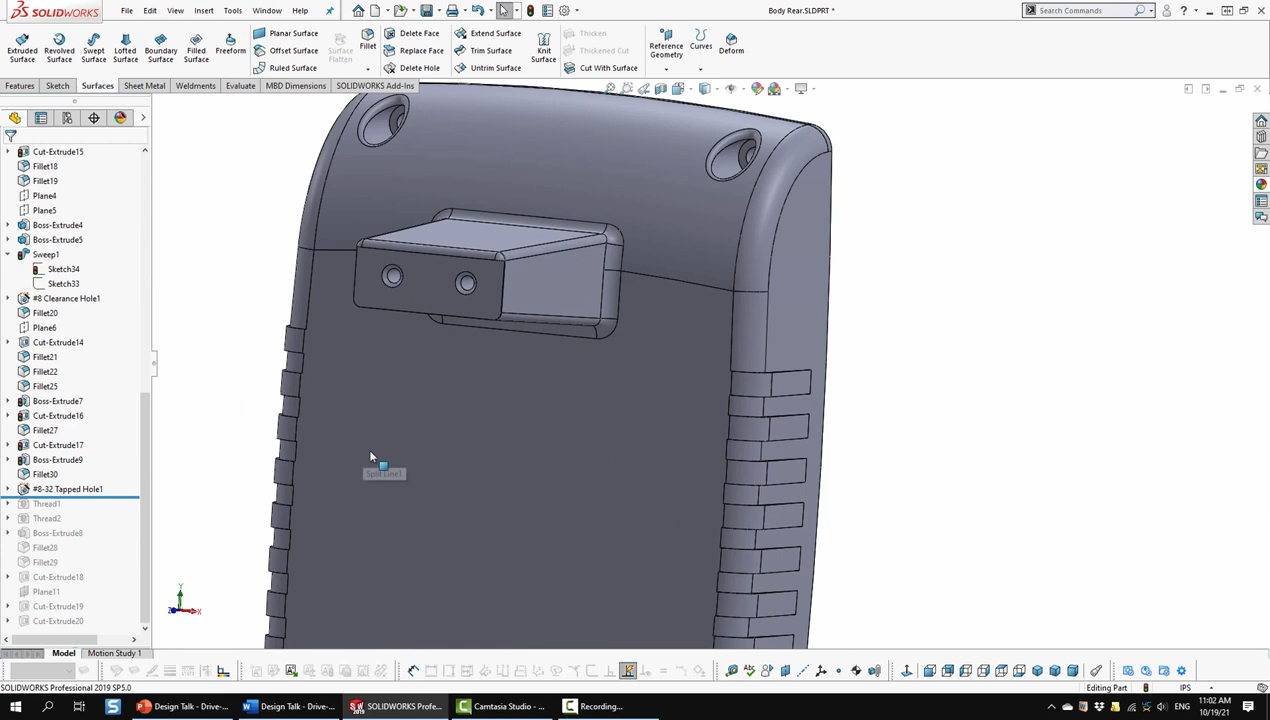 SOLIDWORKS
File
Edit
View
Insert
Tools
Window
Help
Body Rear.SLDPRT *
Search Commands
?
Extruded Surface
Revolved Surface
Swept Surface
Lofted Surface
Boundary Surface
Filled Surface
Freeform
Planar Surface
Offset Surface
Ruled Surface
Surface Flatten
Fillet
Delete Face
Replace Face
Delete Hole
Extend Surface
Trim Surface
Untrim Surface
Knit Surface
Thicken
Thickened Cut
Cut With Surface
Reference Geometry
Curves
Deform
Features
Sketch
Surfaces
Sheet Metal
Weldments
Evaluate
MBD Dimensions
SOLIDWORKS Add-Ins
Cut-Extrude15
Fillet18
Fillet19
Plane4
Plane5
Boss-Extrude4
Boss-Extrude5
Sweep1
Sketch34
Sketch33
#8 Clearance Hole1
Fillet20
Plane6
Cut-Extrude14
Fillet21
Fillet22
Fillet25
Boss-Extrude7
Cut-Extrude16
Fillet27
Cut-Extrude17
Boss-Extrude9
Fillet30
#8-32 Tapped Hole1
Thread1
Thread2
Boss-Extrude8
Fillet28
Fillet29
Cut-Extrude18
Plane11
Cut-Extrude19
Cut-Extrude20
Split Line1
Y
X
Z
Model
Motion Study 1
SOLIDWORKS Professional 2019 SP5.0
Editing Part
IPS
Design Talk - Drive-...
Design Talk - Drive-...
SOLIDWORKS Profe...
Camtasia Studio - ...
Recording...
11:02 AM
10/19/21